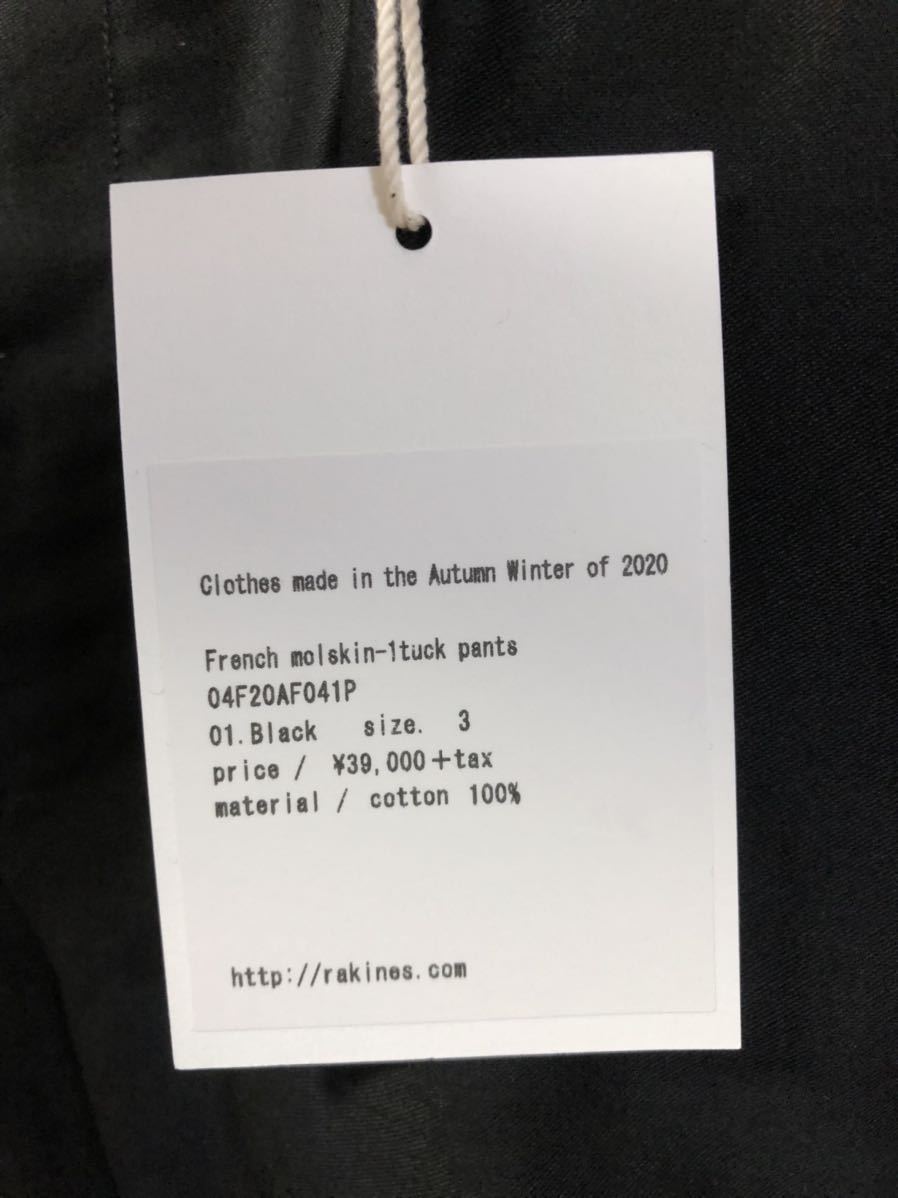 Clothes made in the Autumn Winter of 2020
French molskin-1tuck pants
04F20AF041P
01.Black size. 3
price / ¥39,000+tax
material / cotton 100%
http://rakines.com